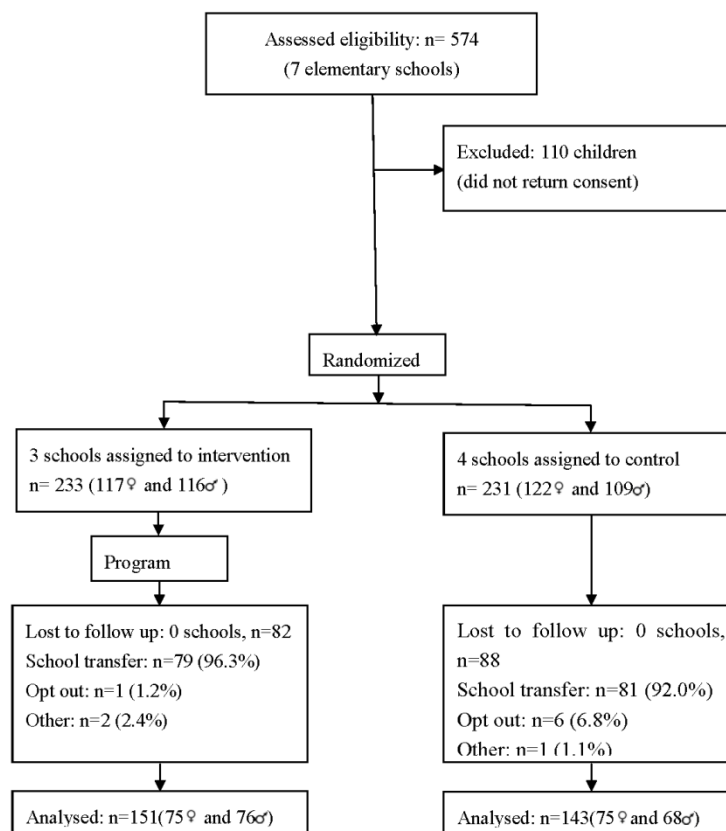 Assessed eligibility: n= 574
(7 elementary schools)
Excluded: 110 children
(did not return consent)
Randomized
3 schools assigned to intervention
n= 233 (117♀ and 116♂ )
4 schools assigned to control
n= 231 (122♀ and 109♂)
Program
Lost to follow up: 0 schools, n=82
School transfer: n=79 (96.3%)
Opt out: n=1 (1.2%)
Other: n=2 (2.4%)
Lost to follow up: 0 schools,
n=88
School transfer: n=81 (92.0%)
Opt out: n=6 (6.8%)
Other: n=1 (1.1%)
Analysed: n=151(75♀ and 76♂)
Analysed: n=143(75♀ and 68♂)